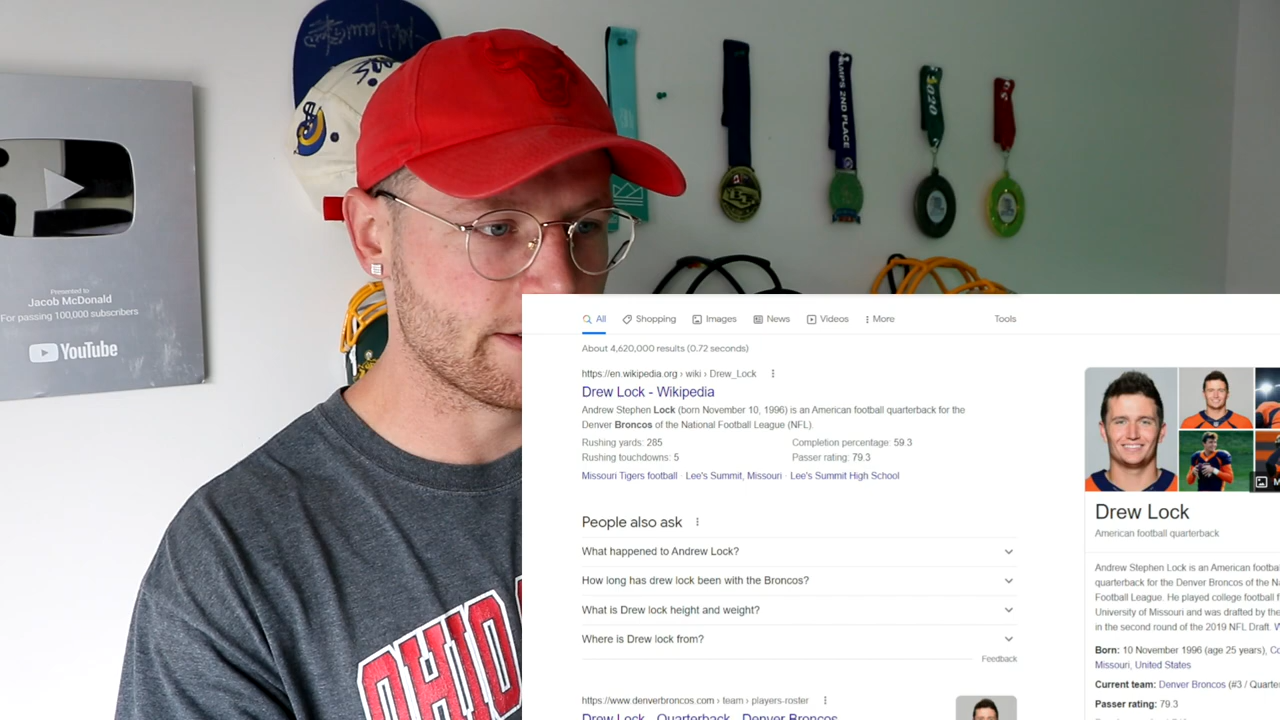 Presented to
Jacob McDonald
For passing 100,000 subscribers
YouTube
AMPS 2ND PLACE
2020
OHIO
All
Shopping
Images
News
Videos
More
Tools
About 4,620,000 results (0.72 seconds)
https://en.wikipedia.org › wiki › Drew_Lock
Drew Lock - Wikipedia
Andrew Stephen Lock (born November 10, 1996) is an American football quarterback for the
Denver Broncos of the National Football League (NFL).
Rushing yards: 285 Completion percentage: 59.3
Rushing touchdowns: 5 Passer rating: 79.3
Missouri Tigers football · Lee's Summit, Missouri · Lee's Summit High School
People also ask
What happened to Andrew Lock?
How long has drew lock been with the Broncos?
What is Drew lock height and weight?
Where is Drew lock from?
Feedback
https://www.denverbroncos.com › team › players-roster
Drew Lock - Quarterback - Denver Broncos
M
Drew Lock
American football quarterback
Andrew Stephen Lock is an American footba
quarterback for the Denver Broncos of the Na
Football League. He played college football f
University of Missouri and was drafted by the
in the second round of the 2019 NFL Draft. W
Born: 10 November 1996 (age 25 years), Co
Missouri, United States
Current team: Denver Broncos (#3 / Quarte
Passer rating: 79.3